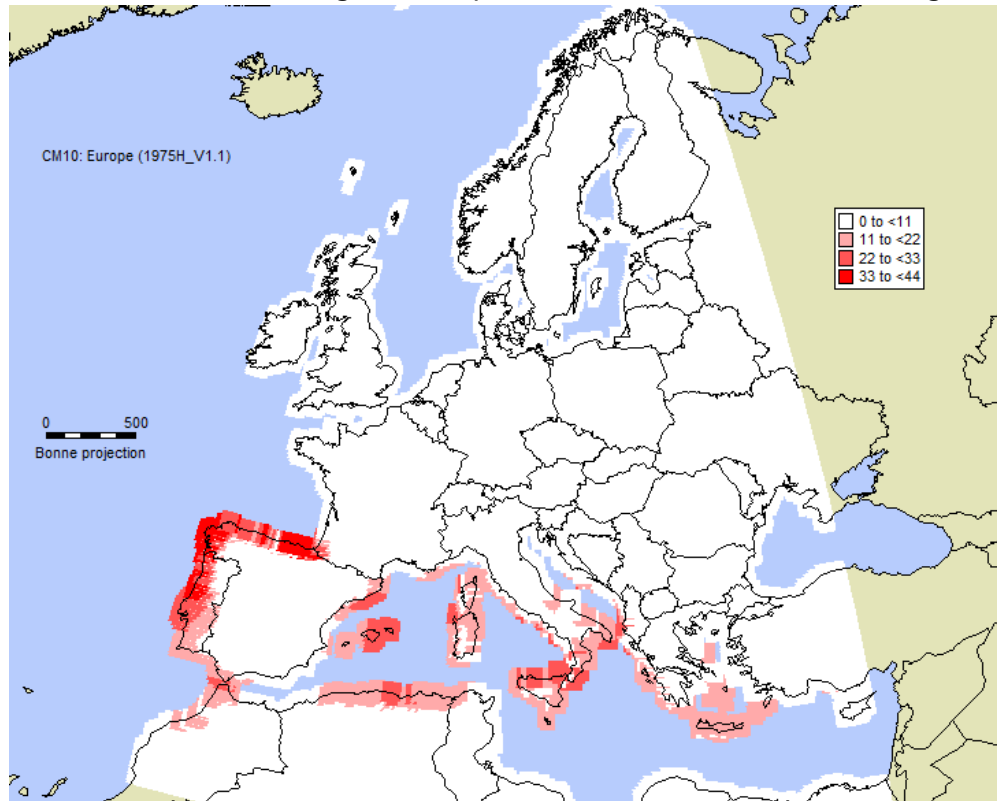 CM10: Europe (1975H_V1.1)
0 to <11
11 to <22
22 to <33
33 to <44
0 500
Bonne projection